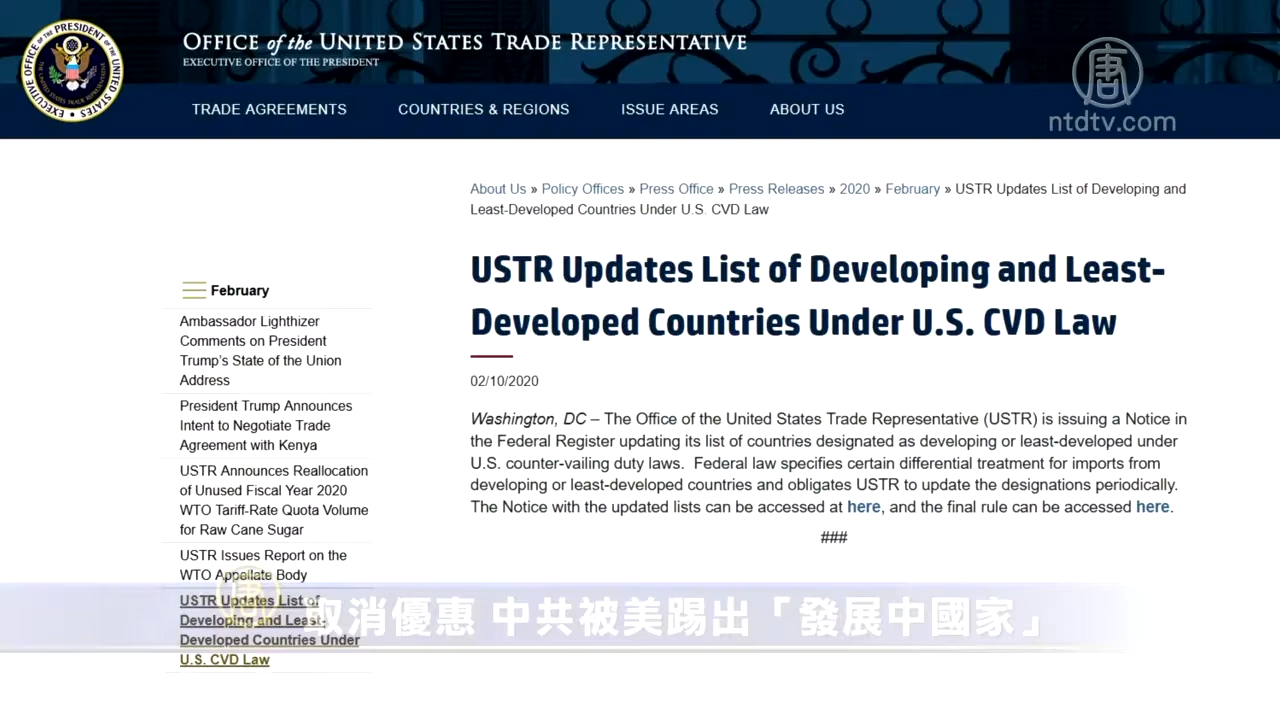 OFFICE of the UNITED STATES TRADE REPRESENTATIVE
EXECUTIVE OFFICE OF THE PRESIDENT
唐
ntdtv.com
TRADE AGREEMENTS
COUNTRIES & REGIONS
ISSUE AREAS
ABOUT US
About Us » Policy Offices » Press Office » Press Releases » 2020 » February » USTR Updates List of Developing and
Least-Developed Countries Under U.S. CVD Law
USTR Updates List of Developing and Least-
Developed Countries Under U.S. CVD Law
02/10/2020
Washington, DC – The Office of the United States Trade Representative (USTR) is issuing a Notice in
the Federal Register updating its list of countries designated as developing or least-developed under
U.S. counter-vailing duty laws.  Federal law specifies certain differential treatment for imports from
developing or least-developed countries and obligates USTR to update the designations periodically.
The Notice with the updated lists can be accessed at here, and the final rule can be accessed here.
###
February
Ambassador Lighthizer
Comments on President
Trump's State of the Union
Address
President Trump Announces
Intent to Negotiate Trade
Agreement with Kenya
USTR Announces Reallocation
of Unused Fiscal Year 2020
WTO Tariff-Rate Quota Volume
for Raw Cane Sugar
USTR Issues Report on the
WTO Appellate Body
USTR Updates List of
Developing and Least-
Developed Countries Under
U.S. CVD Law
唐
取消優惠 中共被美踢出「發展中國家」